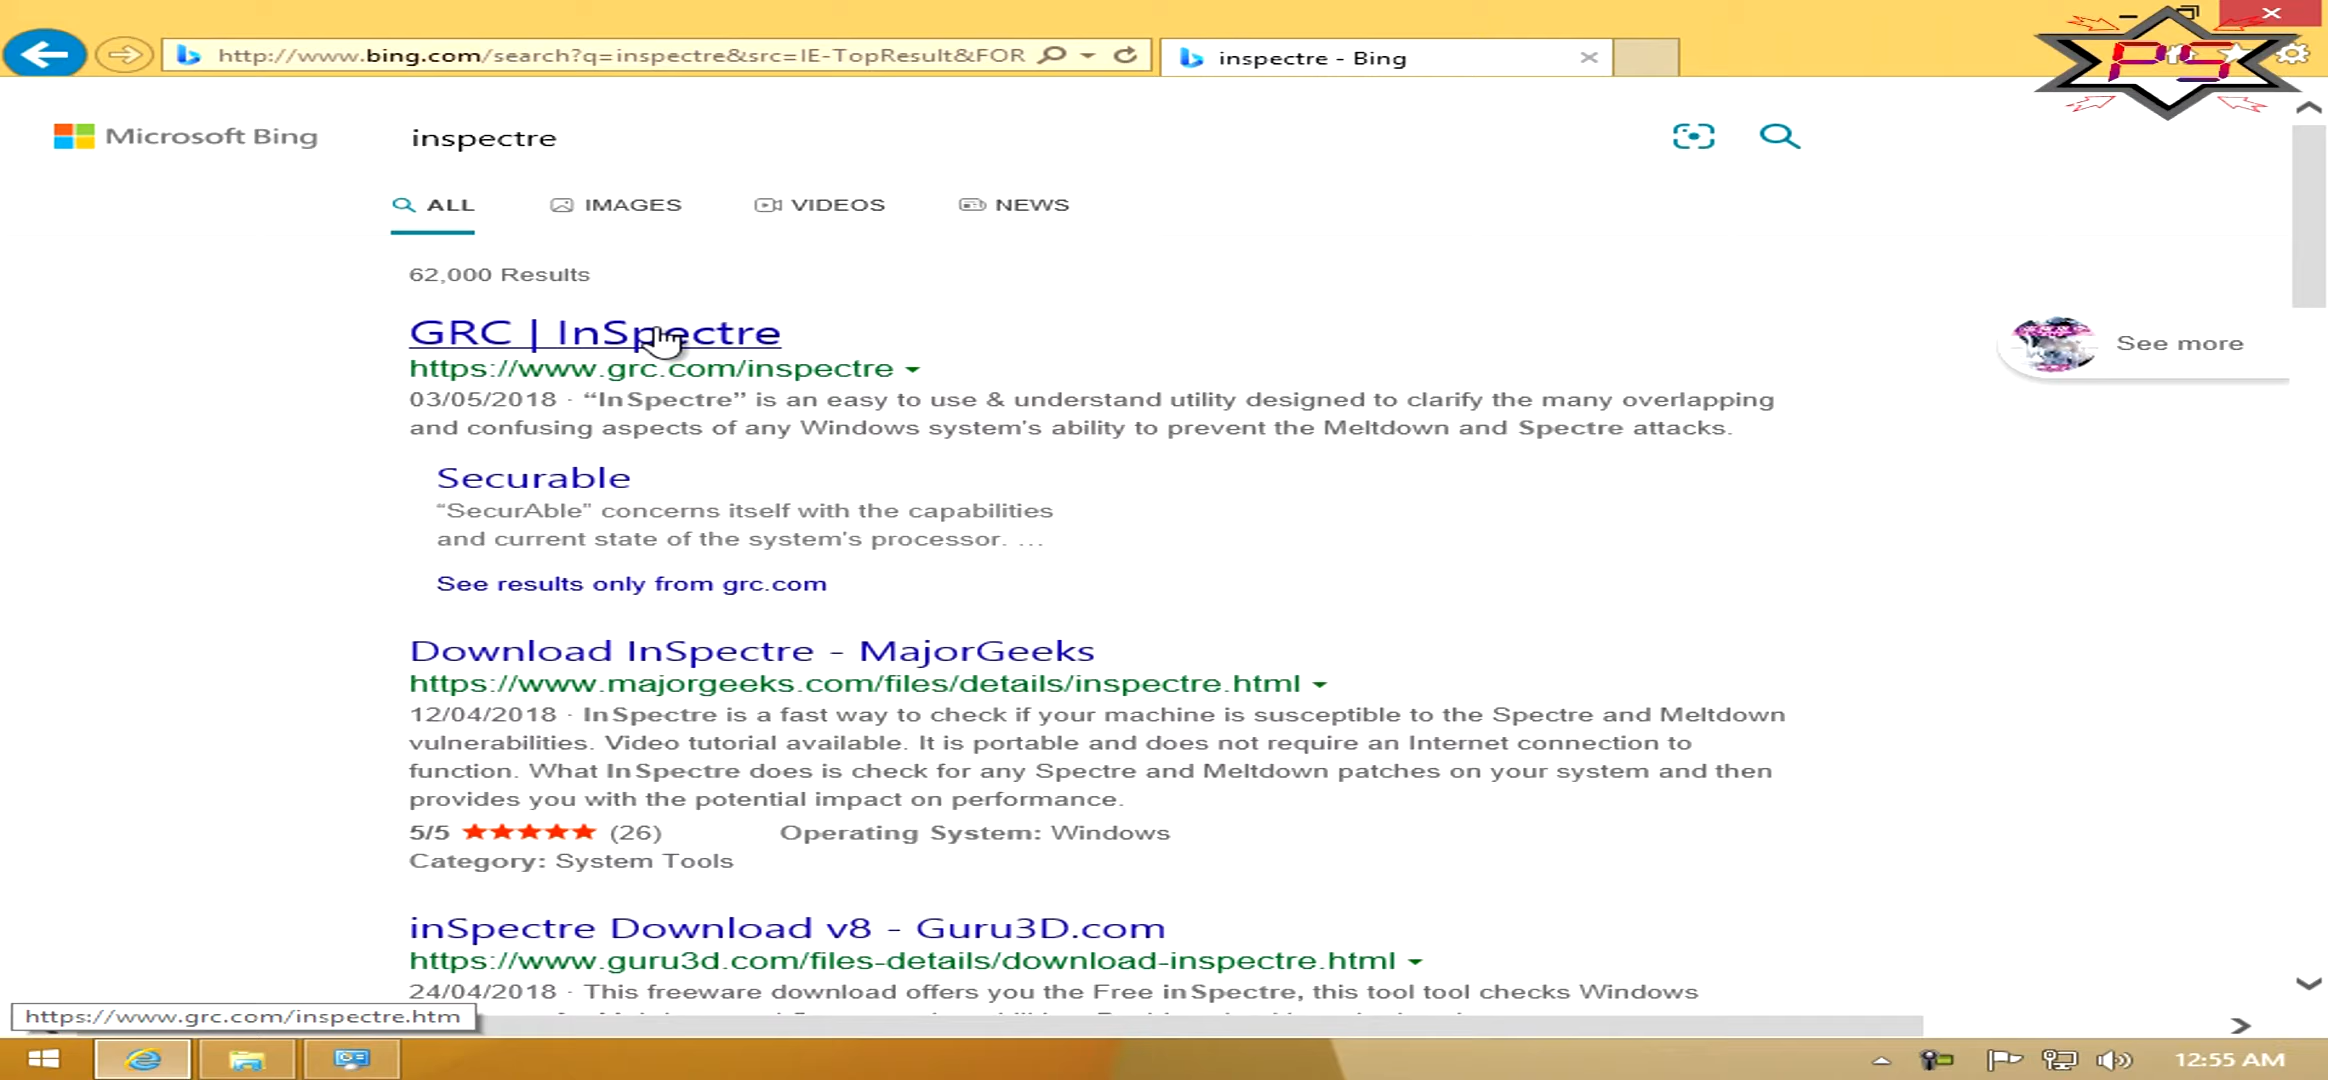 http://www.bing.com/search?q=inspectre&src=IE-TopResult&FOR
inspectre - Bing
PS
Microsoft Bing
inspectre
ALL
IMAGES
VIDEOS
NEWS
62,000 Results
GRC | InSpectre
https://www.grc.com/inspectre
03/05/2018 · “InSpectre” is an easy to use & understand utility designed to clarify the many overlapping
and confusing aspects of any Windows system's ability to prevent the Meltdown and Spectre attacks.
See more
Securable
“SecurAble” concerns itself with the capabilities
and current state of the system's processor. ...
See results only from grc.com
Download InSpectre - MajorGeeks
https://www.majorgeeks.com/files/details/inspectre.html
12/04/2018 · InSpectre is a fast way to check if your machine is susceptible to the Spectre and Meltdown
vulnerabilities. Video tutorial available. It is portable and does not require an Internet connection to
function. What InSpectre does is check for any Spectre and Meltdown patches on your system and then
provides you with the potential impact on performance.
5/5 ★★★★★ (26) Operating System: Windows
Category: System Tools
inSpectre Download v8 - Guru3D.com
https://www.guru3d.com/files-details/download-inspectre.html
24/04/2018 · This freeware download offers you the Free inSpectre, this tool tool checks Windows
https://www.grc.com/inspectre.htm
12:55 AM